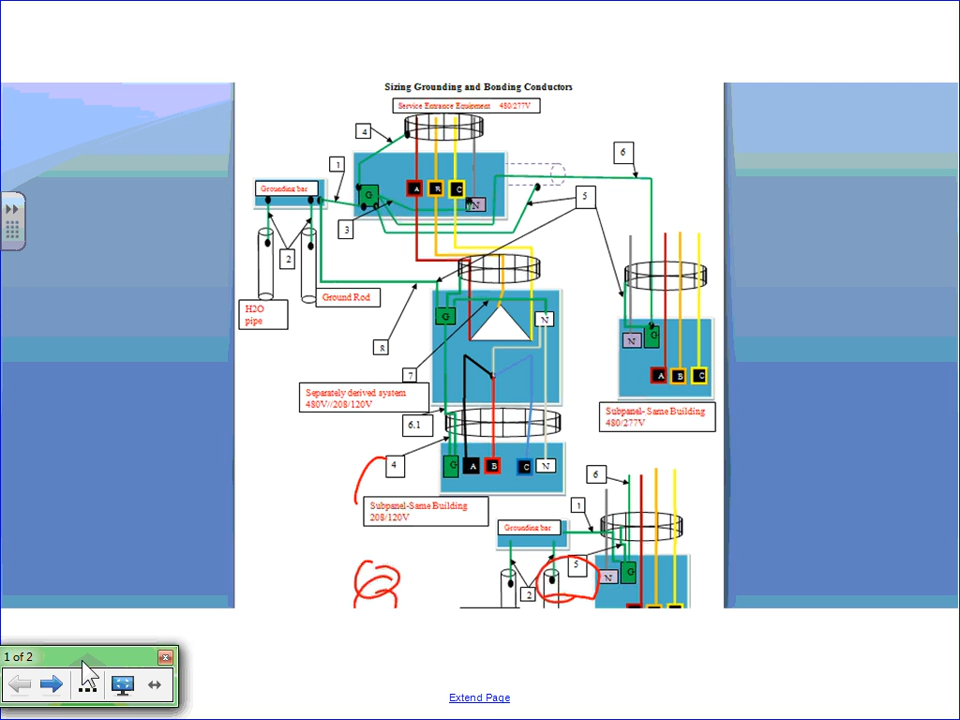 Sizing Grounding and Bonding Conductors
Service Entrance Equipment 480/277V
4
1
6
Grounding bar
G
A
B
C
N
5
3
2
Ground Rod
H2O
pipe
G
N
8
N
G
7
A
B
C
Separately derived system
480V//208/120V
Subpanel- Same Building
480/277V
6.1
4
G
A
B
C
N
6
Subpanel-Same Building
208/120V
1
Grounding bar
5
N
G
2
1 of 2
Extend Page